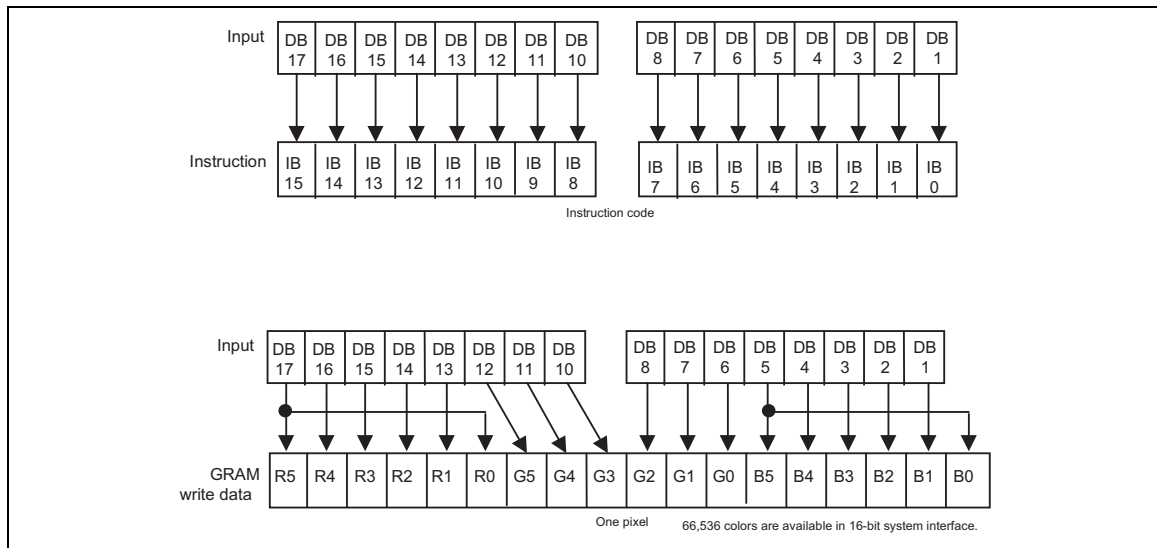 Input DB 17 DB 16 DB 15 DB 14 DB 13 DB 12 DB 11 DB 10 DB 8 DB 7 DB 6 DB 5 DB 4 DB 3 DB 2 DB 1
Instruction IB 15 IB 14 IB 13 IB 12 IB 11 IB 10 IB 9 IB 8 IB 7 IB 6 IB 5 IB 4 IB 3 IB 2 IB 1 IB 0
Instruction code
Input DB 17 DB 16 DB 15 DB 14 DB 13 DB 12 DB 11 DB 10 DB 8 DB 7 DB 6 DB 5 DB 4 DB 3 DB 2 DB 1
GRAM write data R5 R4 R3 R2 R1 R0 G5 G4 G3 G2 G1 G0 B5 B4 B3 B2 B1 B0
One pixel 66,536 colors are available in 16-bit system interface.